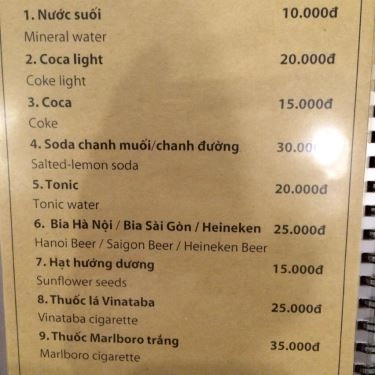 1. Nước suối 10.000đ
Mineral water
2. Coca light 20.000đ
Coke light
3. Coca 15.000đ
Coke
4. Soda chanh muối/chanh đường 30.000đ
Salted-lemon soda
5. Tonic 20.000đ
Tonic water
6. Bia Hà Nội / Bia Sài Gòn / Heineken 25.000đ
Hanoi Beer / Saigon Beer / Heineken Beer
7. Hạt hướng dương 15.000đ
Sunflower seeds
8. Thuốc lá Vinataba 25.000đ
Vinataba cigarette
9. Thuốc Marlboro trắng 35.000đ
Marlboro cigarette